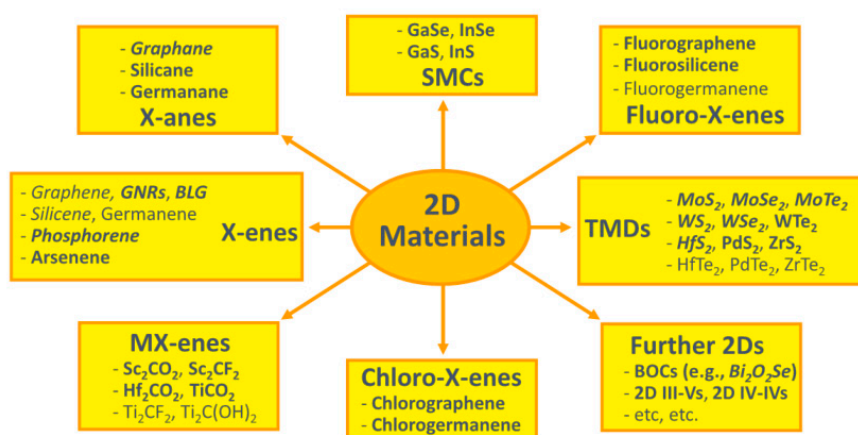 - Graphane
- Silicane
- Germanane
X-anes
- GaSe, InSe
- GaS, InS
SMCs
- Fluorographene
- Fluorosilicene
- Fluorogermanene
Fluoro-X-enes
- Graphene, GNRs, BLG
- Silicene, Germanene
- Phosphorene
- Arsenene
X-enes
2D
Materials
TMDs
- MoS₂, MoSe₂, MoTe₂
- WS₂, WSe₂, WTe₂
- HfS₂, PdS₂, ZrS₂
- HfTe₂, PdTe₂, ZrTe₂
MX-enes
- Sc₂CO₂, Sc₂CF₂
- Hf₂CO₂, TiCO₂
- Ti₂CF₂, Ti₂C(OH)₂
Chloro-X-enes
- Chlorographene
- Chlorogermanene
Further 2Ds
- BOCs (e.g., Bi₂O₂Se)
- 2D III-Vs, 2D IV-IVs
- etc, etc.